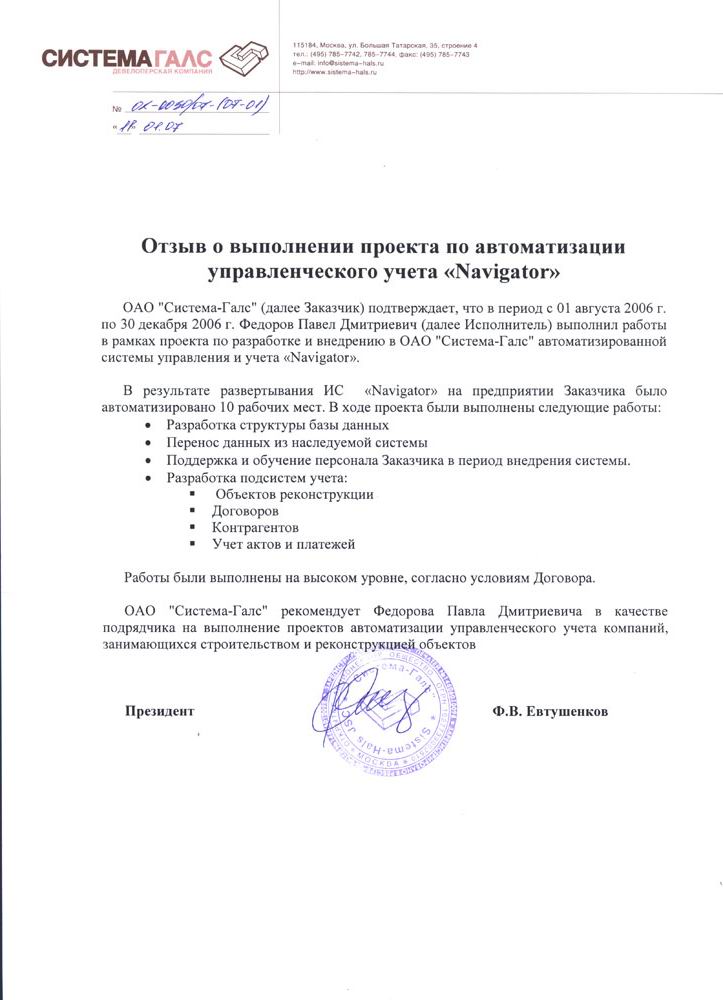 СИСТЕМАГАЛС
ДЕВЕЛОПЕРСКАЯ КОМПАНИЯ
115184, Москва, ул. Большая Татарская, 35, строение 4
тел.: (495) 785-7742, 785-7744, факс: (495) 785-7743
e-mail: info@sistema-hals.ru
http://www.sistema-hals.ru
№ 01-0050/07-(07-01)
«11» 01.07
Отзыв о выполнении проекта по автоматизации
управленческого учета «Navigator»
ОАО "Система-Галс" (далее Заказчик) подтверждает, что в период с 01 августа 2006 г.
по 30 декабря 2006 г. Федоров Павел Дмитриевич (далее Исполнитель) выполнил работы
в рамках проекта по разработке и внедрению в ОАО "Система-Галс" автоматизированной
системы управления и учета «Navigator».
В результате развертывания ИС «Navigator» на предприятии Заказчика было
автоматизировано 10 рабочих мест. В ходе проекта были выполнены следующие работы:
• Разработка структуры базы данных
• Перенос данных из наследуемой системы
• Поддержка и обучение персонала Заказчика в период внедрения системы.
• Разработка подсистем учета:
▪ Объектов реконструкции
▪ Договоров
▪ Контрагентов
▪ Учет актов и платежей
Работы были выполнены на высоком уровне, согласно условиям Договора.
ОАО "Система-Галс" рекомендует Федорова Павла Дмитриевича в качестве
подрядчика на выполнение проектов автоматизации управленческого учета компаний,
занимающихся строительством и реконструкцией объектов
Президент
Ф.В. Евтушенков
Система-Галс
Sistema-Hals JSC
МОСКВА